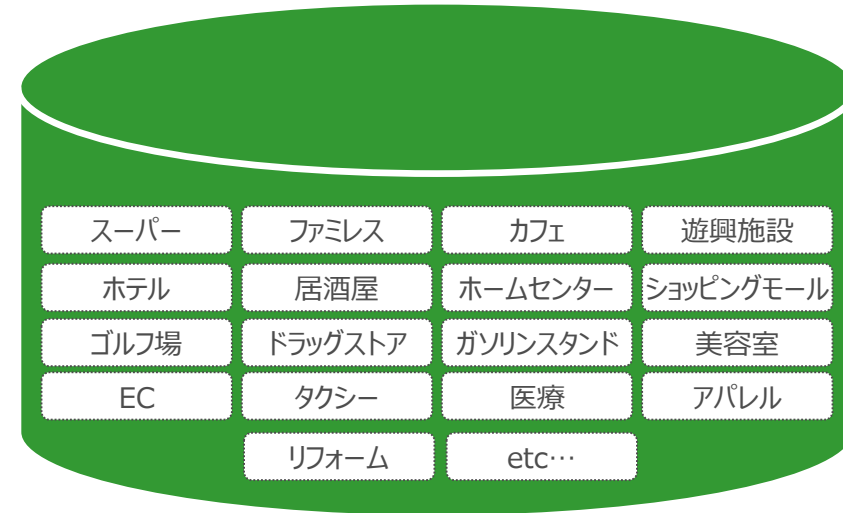 スーパー ファミレス カフェ 遊興施設
ホテル 居酒屋 ホームセンター ショッピングモール
ゴルフ場 ドラッグストア ガソリンスタンド 美容室
EC タクシー 医療 アパレル
リフォーム etc…